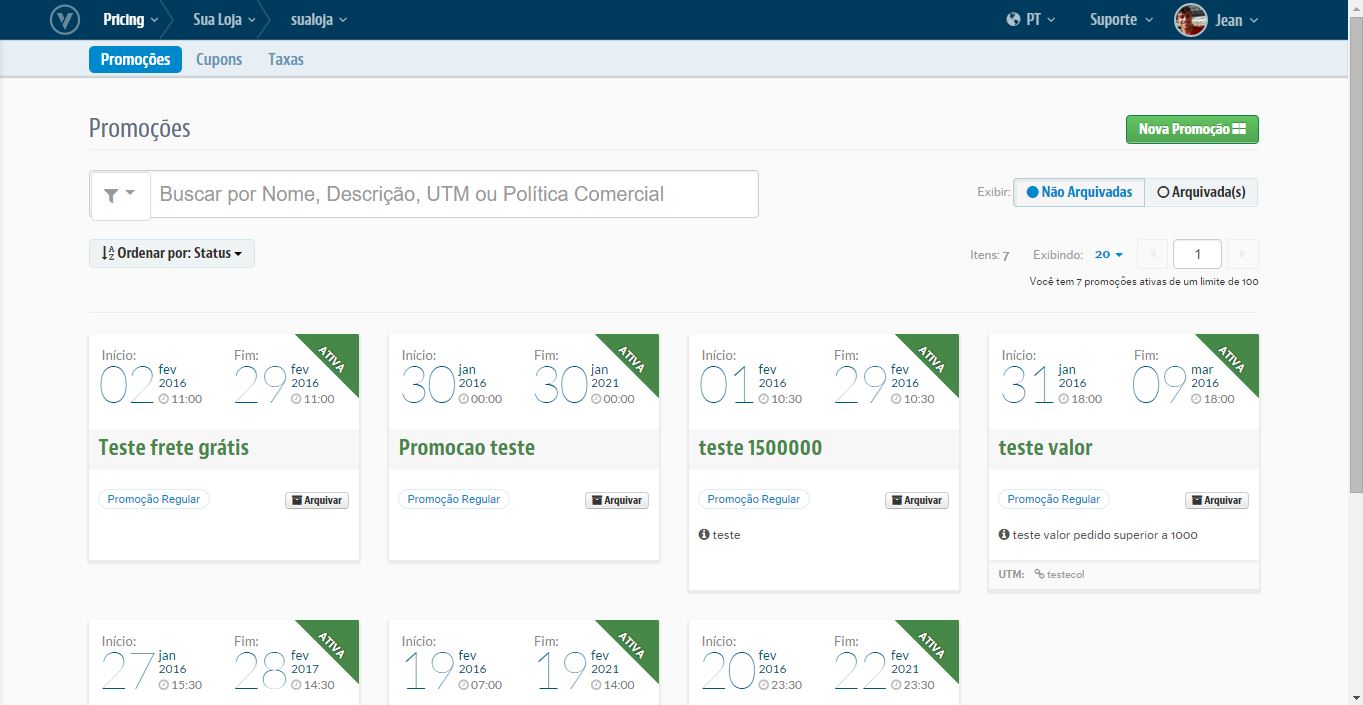 Pricing Sua Loja sualoja PT Suporte Jean
Promoções Cupons Taxas
Promoções Nova Promoção
Buscar por Nome, Descrição, UTM ou Política Comercial
Exibir: Não Arquivadas Arquivada(s)
Ordenar por: Status
Itens: 7 Exibindo: 20 1
Você tem 7 promoções ativas de um limite de 100
Início:
02 fev
2016
11:00
Fim:
29 fev
2016
11:00
ATIVA
Teste frete grátis
Promoção Regular Arquivar
Início:
30 jan
2016
00:00
Fim:
30 jan
2021
00:00
ATIVA
Promocao teste
Promoção Regular Arquivar
Início:
01 fev
2016
10:30
Fim:
29 fev
2016
10:30
ATIVA
teste 1500000
Promoção Regular Arquivar
teste
Início:
31 jan
2016
18:00
Fim:
09 mar
2016
18:00
ATIVA
teste valor
Promoção Regular Arquivar
teste valor pedido superior a 1000
UTM: testecol
Início:
27 jan
2016
15:30
Fim:
28 fev
2017
14:30
ATIVA
Início:
19 fev
2016
07:00
Fim:
19 fev
2021
14:00
ATIVA
Início:
20 fev
2016
23:30
Fim:
22 fev
2021
23:30
ATIVA